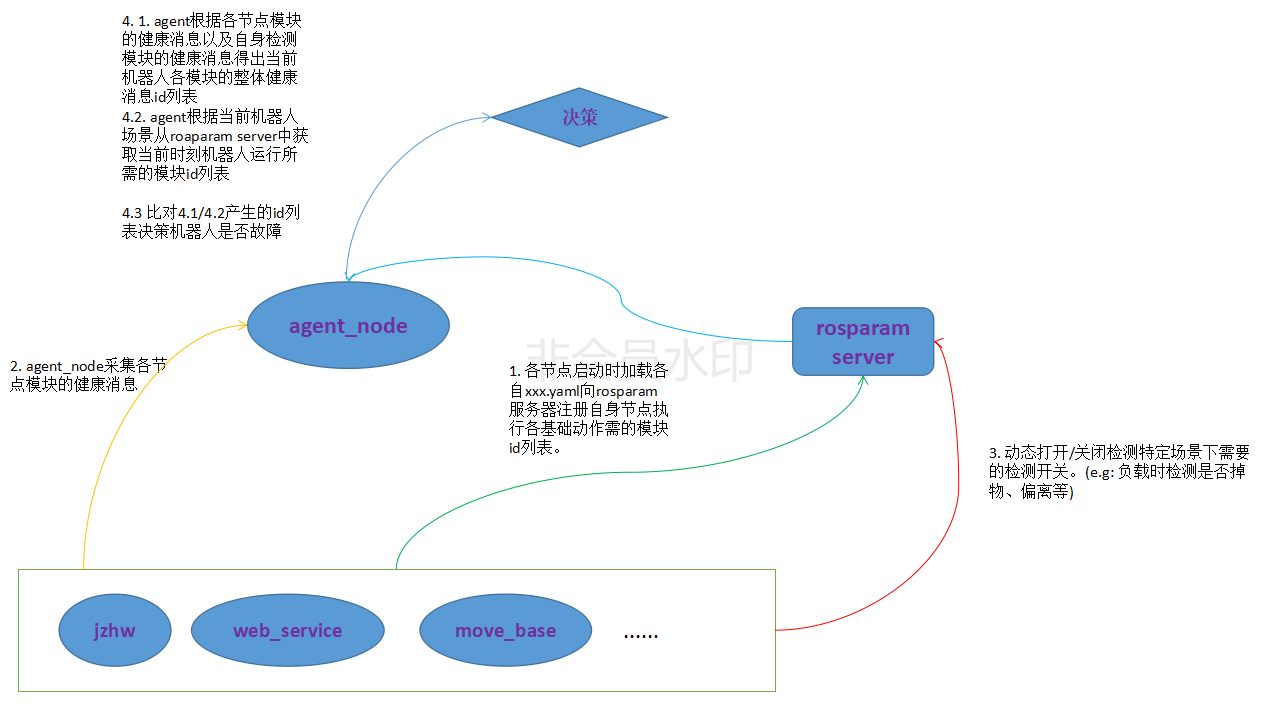 4. 1. agent根据各节点模块
的健康消息以及自身检测
模块的健康消息得出当前
机器人各模块的整体健康
消息id列表
4.2. agent根据当前机器人
场景从roaparam server中获
取当前时刻机器人运行所
需的模块id列表
4.3 比对4.1/4.2产生的id列
表决策机器人是否故障
决策
agent_node
rosparam
server
非会员水印
2. agent_node采集各节
点模块的健康消息
1. 各节点启动时加载各
自xxx.yaml向rosparam
服务器注册自身节点执
行各基础动作需的模块
id列表。
3. 动态打开/关闭检测特定场景下需要
的检测开关。(e.g: 负载时检测是否掉
物、偏离等)
jzhw
web_service
move_base
......